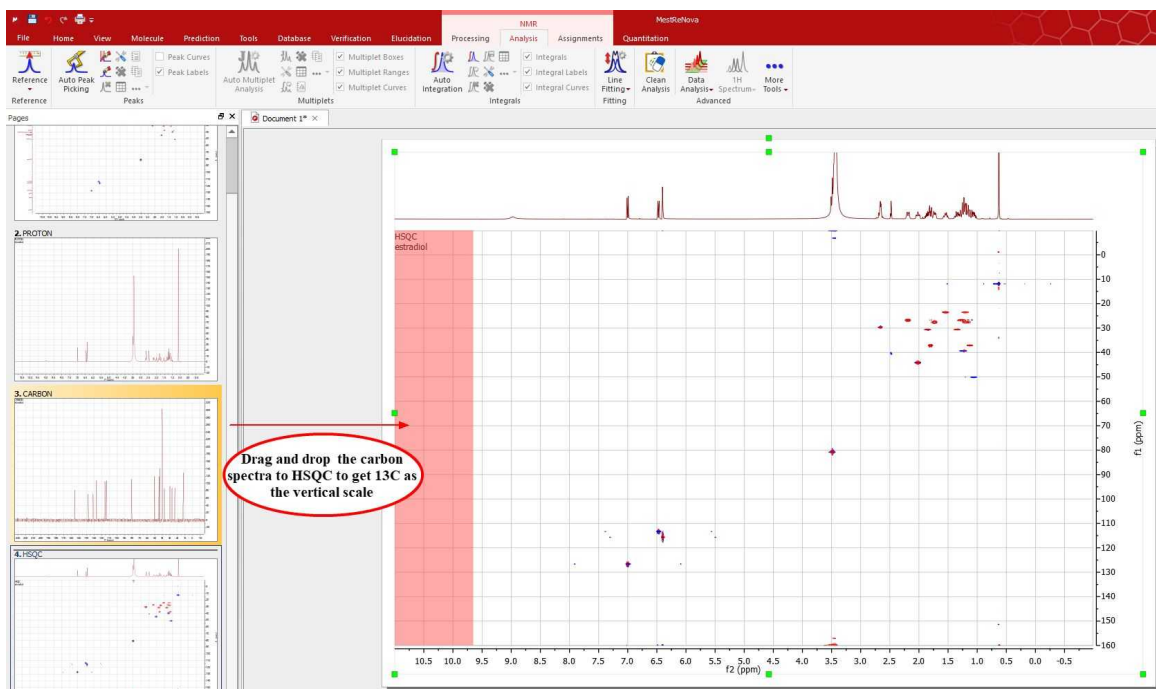 NMR
MestReNova
File Home View Molecule Prediction Tools Database Verification Elucidation Processing Analysis Assignments Quantitation
Reference
Auto Peak
Picking
Peak Curves
Peak Labels
Auto Multiplet
Analysis
Multiplet Boxes
Multiplet Ranges
Multiplet Curves
Auto
Integration
Integrals
Integral Labels
Integral Curves
Line
Fitting
Clean
Analysis
Data
Analysis
1H
Spectrum
More
Tools
Reference Peaks Multiplets Integrals Fitting Advanced
Pages
Document 1*
2. PROTON
3. CARBON
4. HSQC
Drag and drop the carbon
spectra to HSQC to get 13C as
the vertical scale
HSQC
estradiol
0
10
20
30
40
50
60
70
80
90
100
110
120
130
140
150
160
f1 (ppm)
10.5 10.0 9.5 9.0 8.5 8.0 7.5 7.0 6.5 6.0 5.5 5.0 4.5 4.0 3.5 3.0 2.5 2.0 1.5 1.0 0.5 0.0 -0.5
f2 (ppm)